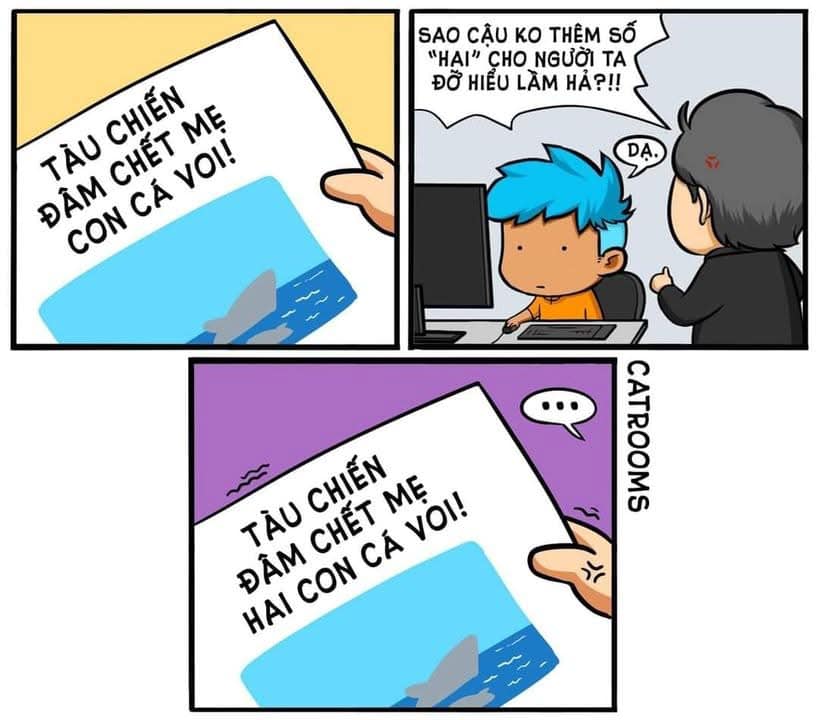 TÀU CHIẾN
ĐÂM CHẾT MẸ
CON CÁ VOI!
SAO CẬU KO THÊM SỐ
"HAI" CHO NGƯỜI TA
ĐỠ HIỂU LẦM HẢ?!!
DẠ.
...
TÀU CHIẾN
ĐÂM CHẾT MẸ
HAI CON CÁ VOI!
CATROOMS